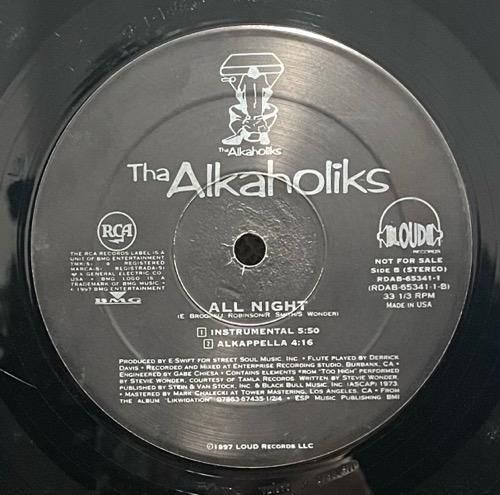 Tha Alkaholiks
Tha Alkaholiks
RCA
THE RCA RECORDS LABEL IS A
UNIT OF BMG ENTERTAINMENT
TMK(S) ® REGISTERED
MARCA(S) REGISTRADA(S)
GENERAL ELECTRIC CO.
USA • BMG LOGO IS A
TRADEMARK OF BMG MUSIC •
© 1997 BMG ENTERTAINMENT
BMG
LOUD
RECORDS
NOT FOR SALE
SIDE B (STEREO)
RDAB-65341-1
(RDAB-65341-1-B)
33 1/3 RPM
MADE IN USA
ALL NIGHT
(E BROOKS/J ROBINSON/R SMITH/S WONDER)
1 INSTRUMENTAL 5:50
2 ALKAPPELLA 4:16
PRODUCED BY E-SWIFT FOR STREET SOUL MUSIC, INC. • FLUTE PLAYED BY DERRICK
DAVIS • RECORDED AND MIXED AT ENTERPRISE RECORDING STUDIO, BURBANK, CA •
ENGINEERED BY GABE CHIESA • CONTAINS ELEMENTS FROM "TOO HIGH" PERFORMED
BY STEVIE WONDER, COURTESY OF TAMLA RECORDS. WRITTEN BY STEVIE WONDER,
PUBLISHED BY STEIN & VAN STOCK, INC & BLACK BULL MUSIC, INC (ASCAP) 1973.
• MASTERED BY MARK CHALECKI AT TOWER MASTERING, LOS ANGELES, CA • FROM
THE ALBUM "LIKWIDATION" 07863-67435-1/2/4 • ESP MUSIC PUBLISHING BMI
℗©1997 LOUD RECORDS LLC